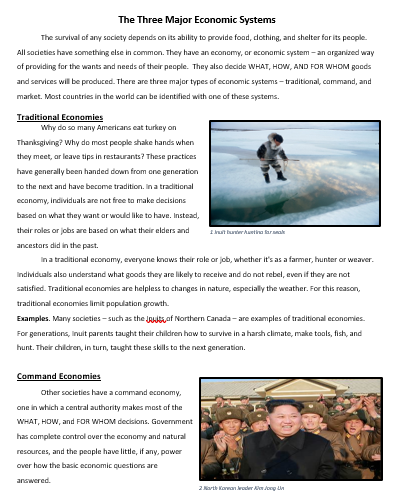 The Three Major Economic Systems
The survival of any society depends on its ability to provide food, clothing, and shelter for its people.
All societies have something else in common. They have an economy, or economic system – an organized way
of providing for the wants and needs of their people. They also decide WHAT, HOW, AND FOR WHOM goods
and services will be produced. There are three major types of economic systems – traditional, command, and
market. Most countries in the world can be identified with one of these systems.
Traditional Economies
Why do so many Americans eat turkey on
Thanksgiving? Why do most people shake hands when
they meet, or leave tips in restaurants? These practices
have generally been handed down from one generation
to the next and have become tradition. In a traditional
economy, individuals are not free to make decisions
based on what they want or would like to have. Instead,
their roles or jobs are based on what their elders and
ancestors did in the past.
1 Inuit hunter hunting for seals
In a traditional economy, everyone knows their role or job, whether it's as a farmer, hunter or weaver.
Individuals also understand what goods they are likely to receive and do not rebel, even if they are not
satisfied. Traditional economies are helpless to changes in nature, especially the weather. For this reason,
traditional economies limit population growth.
Examples. Many societies – such as the Inuits of Northern Canada – are examples of traditional economies.
For generations, Inuit parents taught their children how to survive in a harsh climate, make tools, fish, and
hunt. Their children, in turn, taught these skills to the next generation.
Command Economies
Other societies have a command economy,
one in which a central authority makes most of the
WHAT, HOW, and FOR WHOM decisions. Government
has complete control over the economy and natural
resources, and the people have little, if any, power
over how the basic economic questions are
answered.
2 North Korean leader Kim Jong Un